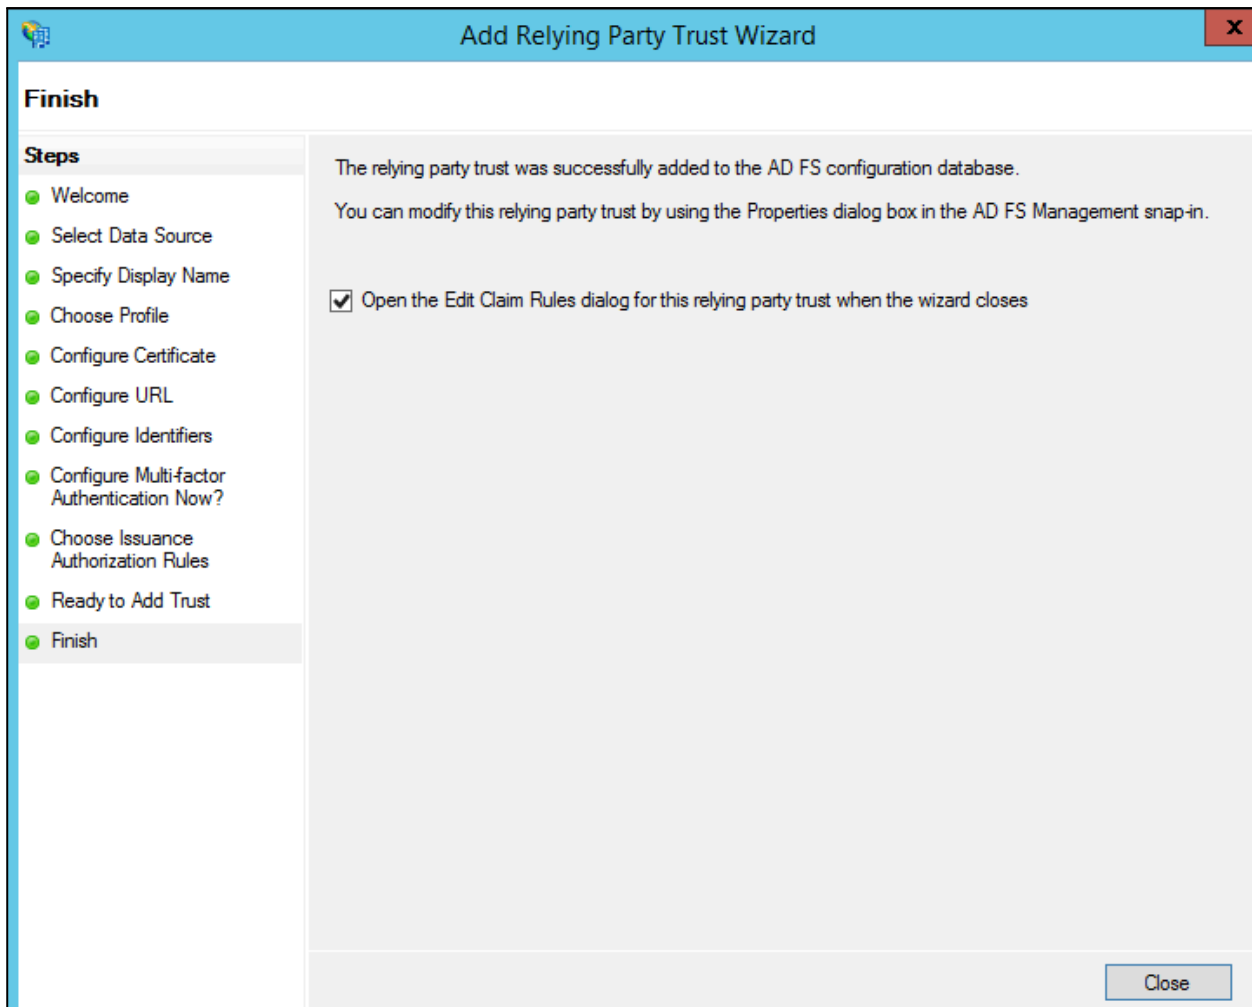 Add Relying Party Trust Wizard
X
Finish
Steps
Welcome
Select Data Source
Specify Display Name
Choose Profile
Configure Certificate
Configure URL
Configure Identifiers
Configure Multi-factor
Authentication Now?
Choose Issuance
Authorization Rules
Ready to Add Trust
Finish
The relying party trust was successfully added to the AD FS configuration database.
You can modify this relying party trust by using the Properties dialog box in the AD FS Management snap-in.
Open the Edit Claim Rules dialog for this relying party trust when the wizard closes
Close